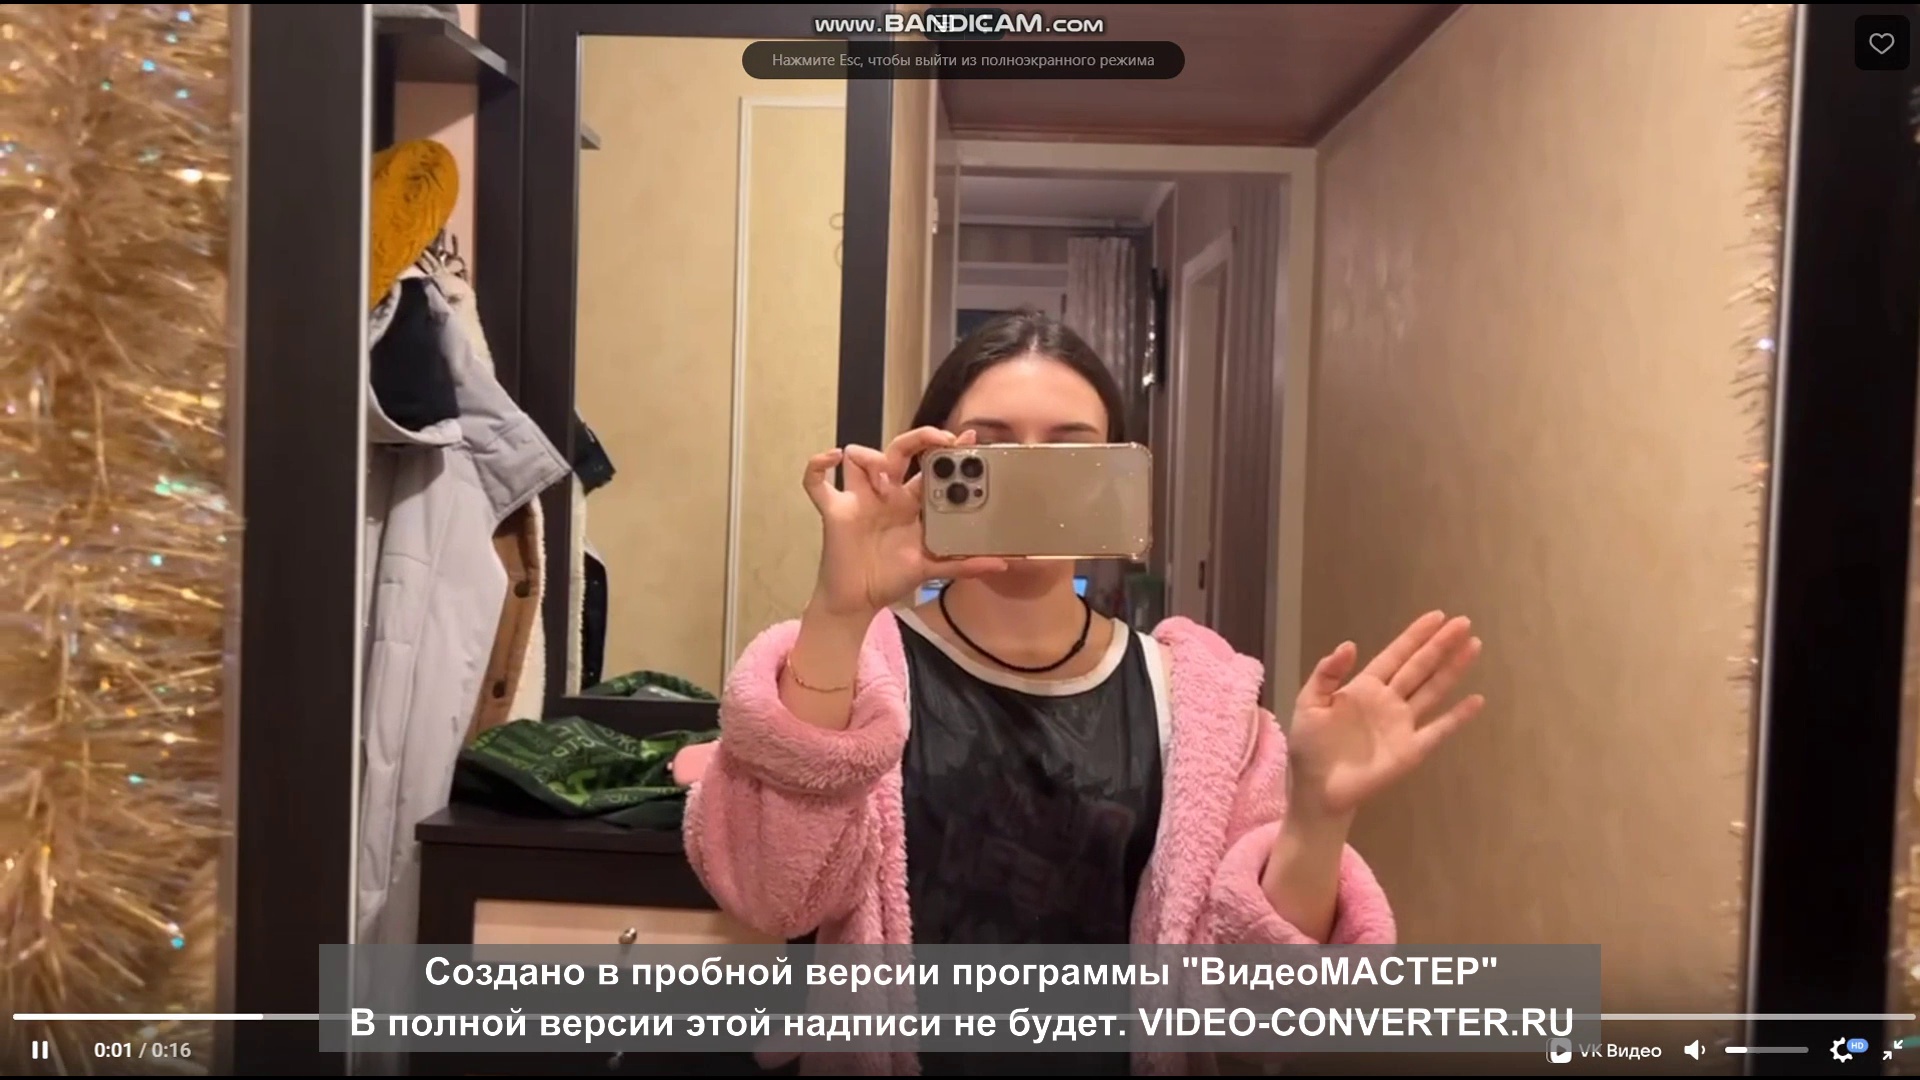 www.BANDICAM.com
Нажмите Esc, чтобы выйти из полноэкранного режима
Создано в пробной версии программы "ВидеоМАСТЕР"
В полной версии этой надписи не будет. VIDEO-CONVERTER.RU
0:01 / 0:16
VK Видео
HD